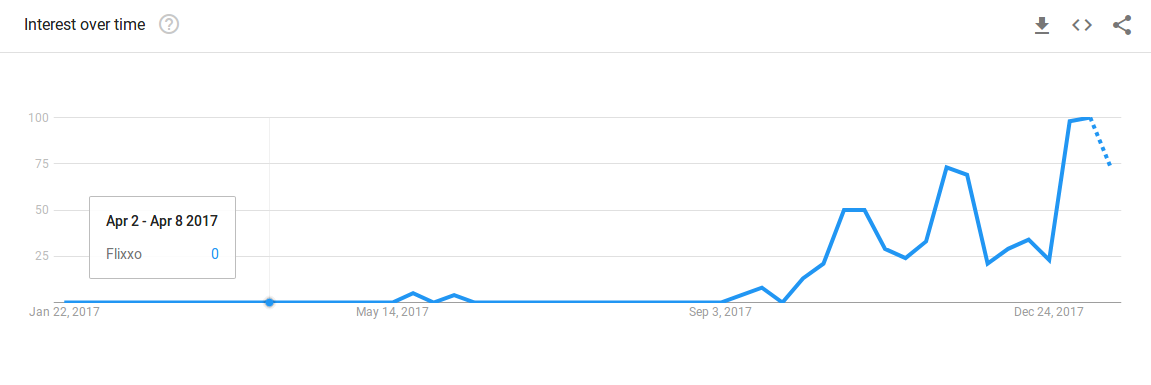 Interest over time
100
75
50
25
Apr 2 - Apr 8 2017
Flixxo 0
Jan 22, 2017 May 14, 2017 Sep 3, 2017 Dec 24, 2017